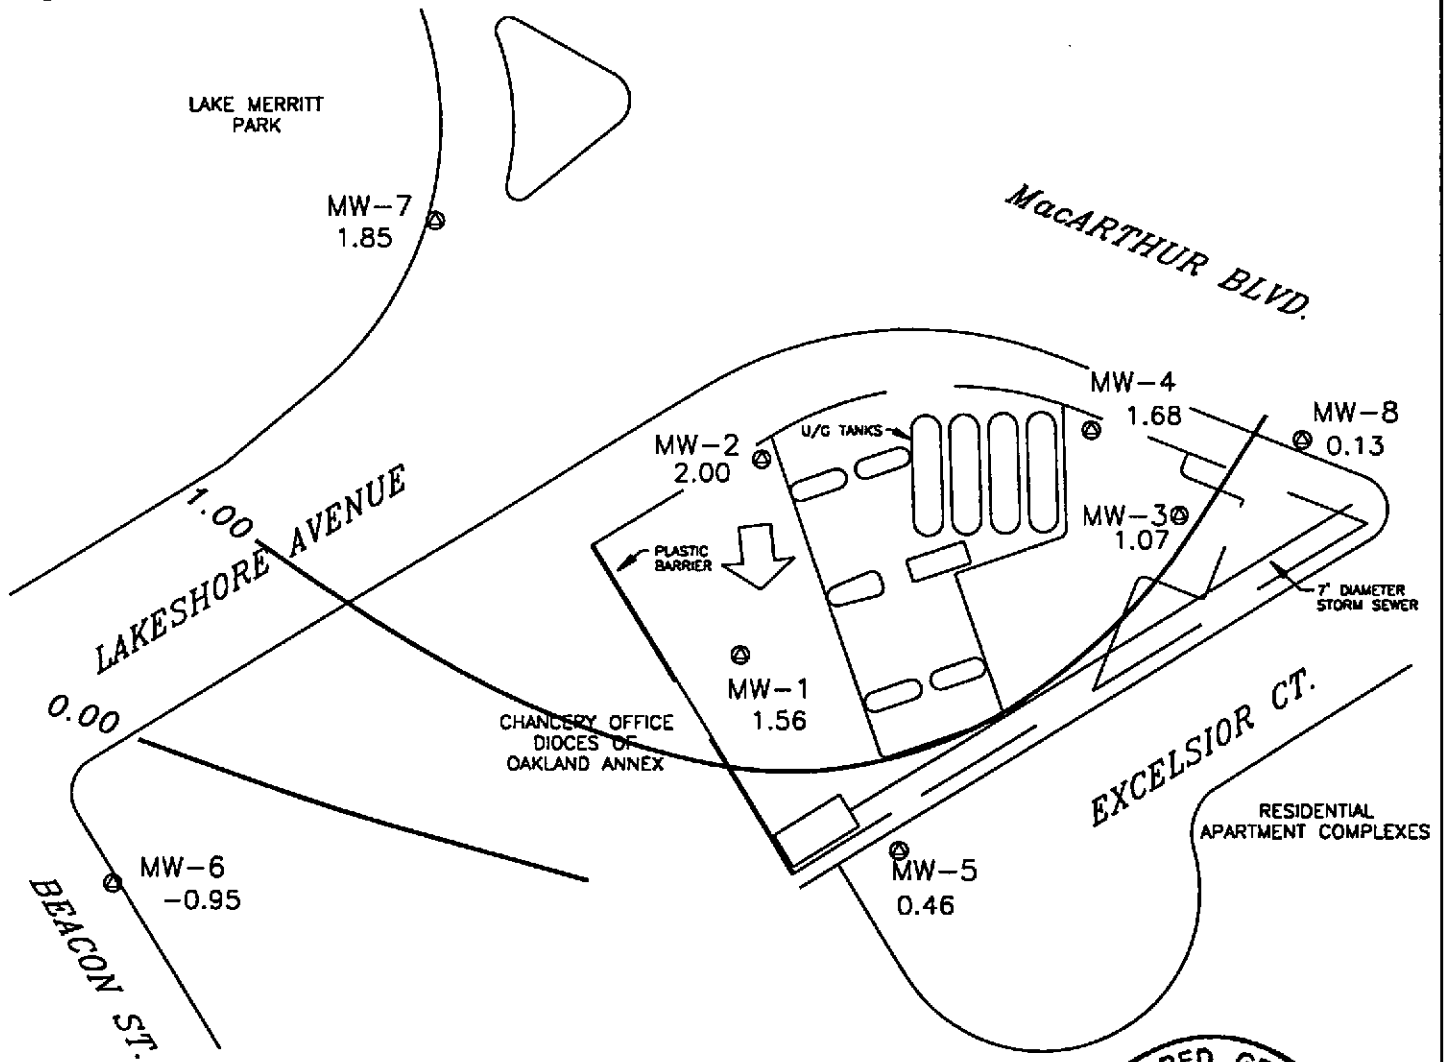 LAKE MERRITT
PARK
MW-7
1.85
MacARTHUR BLVD.
MW-4
1.68
MW-8
0.13
U/G TANKS
MW-2
2.00
1.00
LAKESHORE AVENUE
MW-3
1.07
PLASTIC
BARRIER
7' DIAMETER
STORM SEWER
MW-1
1.56
0.00
CHANCERY OFFICE
DIOCES OF
OAKLAND ANNEX
EXCELSIOR CT.
RESIDENTIAL
APARTMENT COMPLEXES
MW-6
-0.95
MW-5
0.46
BEACON ST.